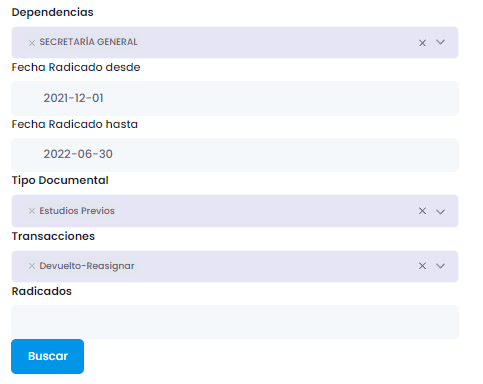 Dependencias
× SECRETARÍA GENERAL ×
Fecha Radicado desde
2021-12-01
Fecha Radicado hasta
2022-06-30
Tipo Documental
× Estudios Previos ×
Transacciones
× Devuelto-Reasignar ×
Radicados
Buscar